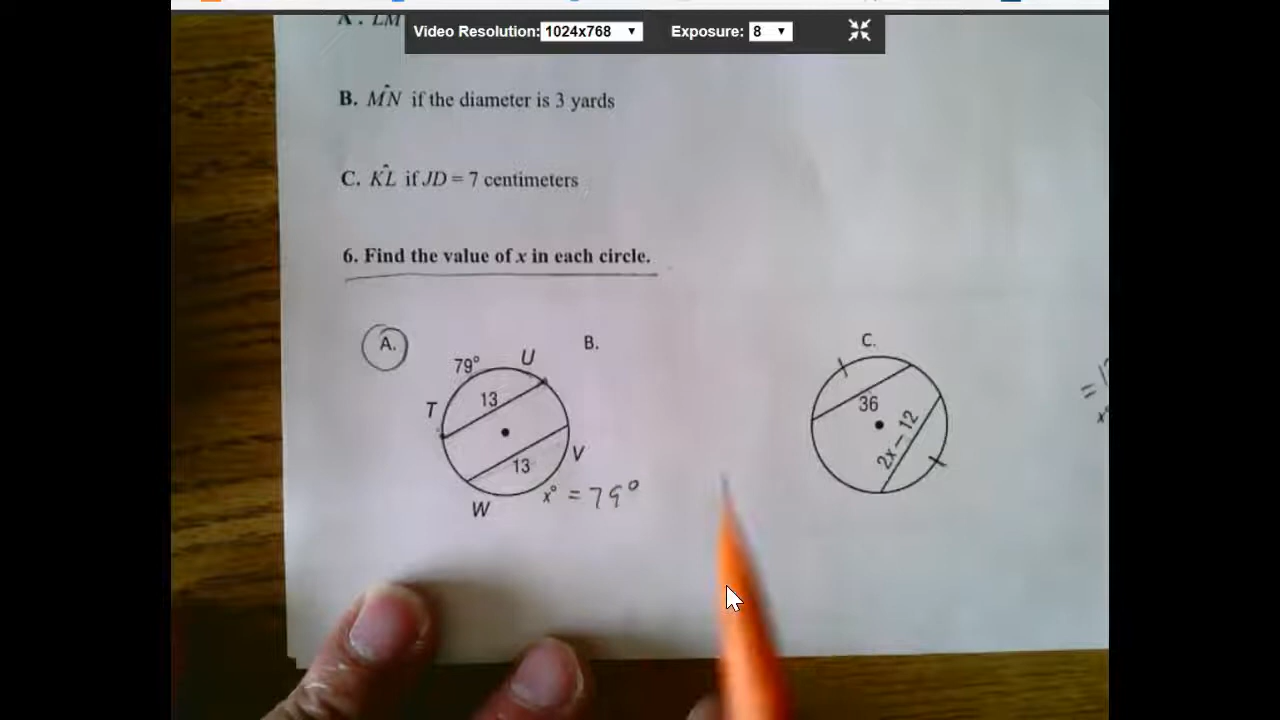 A. LM
Video Resolution: 1024x768 Exposure: 8
B. MN if the diameter is 3 yards
C. KL if JD = 7 centimeters
6. Find the value of x in each circle.
A.
79°
U
T
13
13
V
W
x° = 79°
B.
C.
36
2x – 12